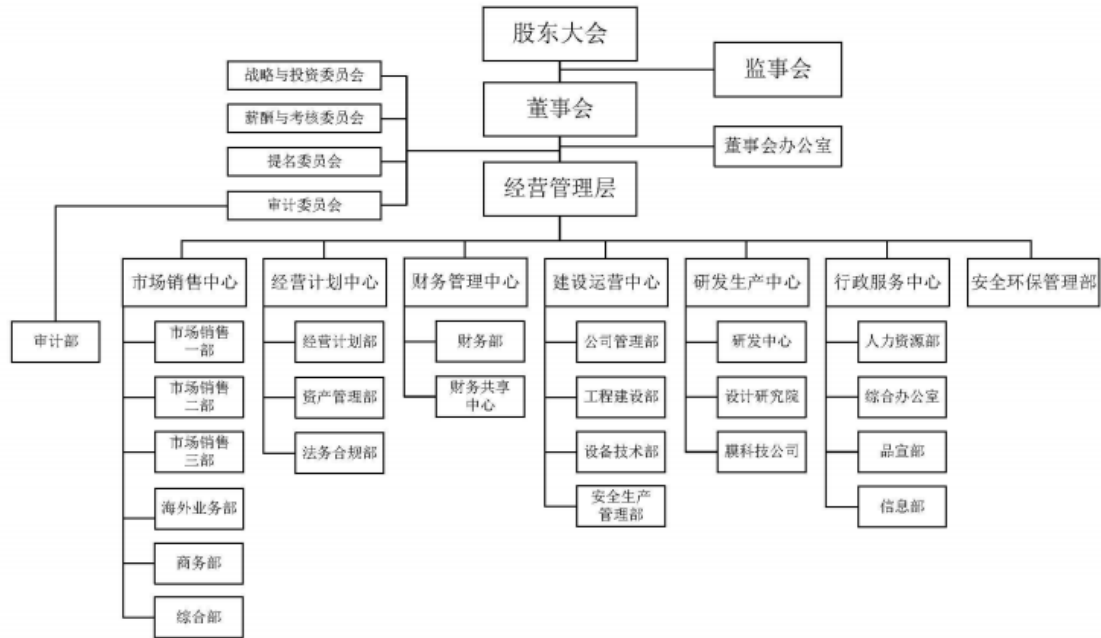 股东大会
监事会
战略与投资委员会
董事会
薪酬与考核委员会
董事会办公室
提名委员会
经营管理层
审计委员会
市场销售中心
经营计划中心
财务管理中心
建设运营中心
研发生产中心
行政服务中心
安全环保管理部
审计部
市场销售
一部
经营计划部
财务部
公司管理部
研发中心
人力资源部
市场销售
二部
资产管理部
财务共享
中心
工程建设部
设计研究院
综合办公室
市场销售
三部
法务合规部
设备技术部
膜科技公司
品宣部
海外业务部
安全生产
管理部
信息部
商务部
综合部